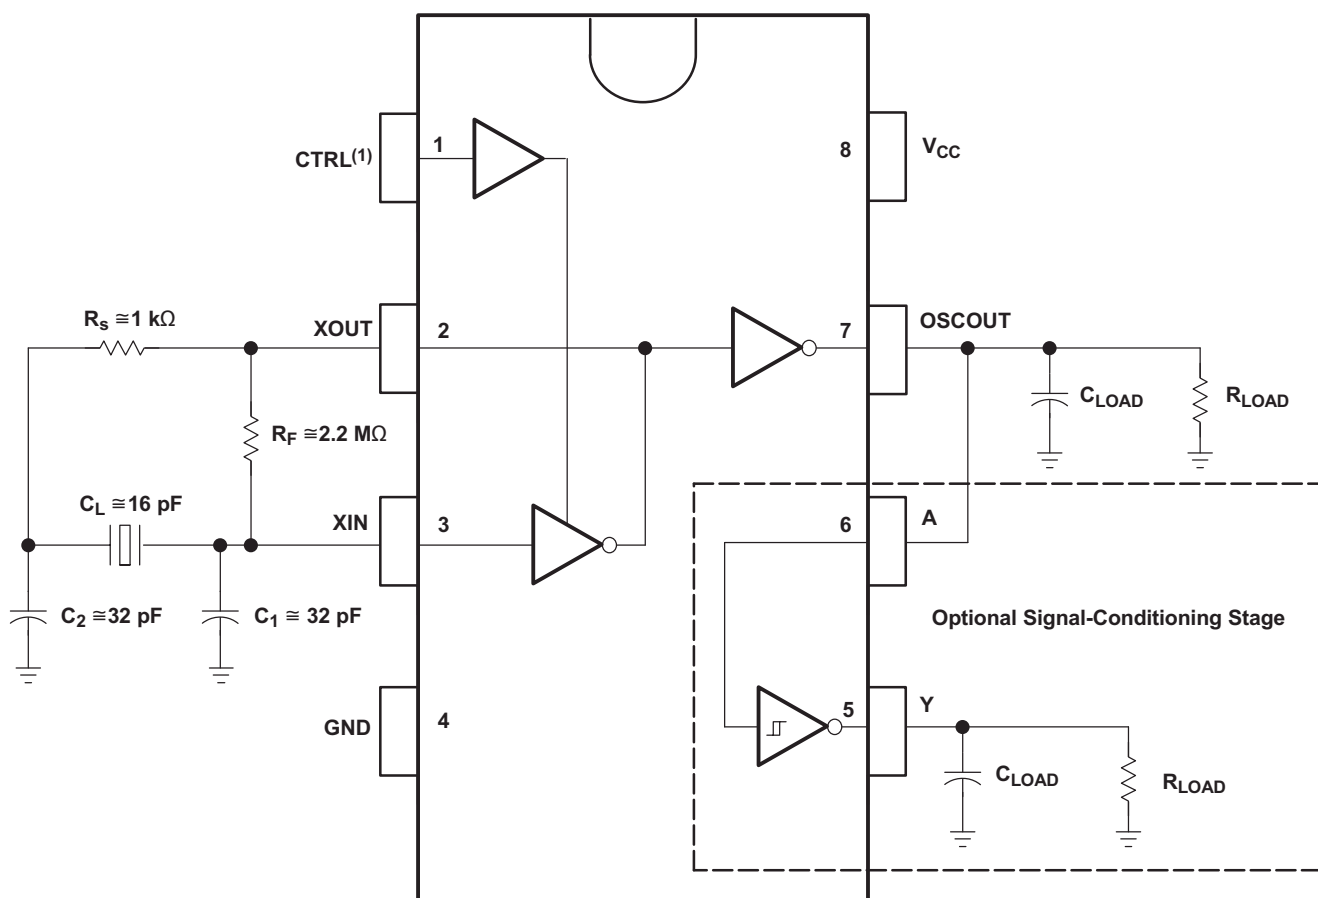 CTRL(1)
1
8
VCC
Rs ≅1 kΩ
XOUT
2
7
OSCOUT
RF ≅2.2 MΩ
CLOAD
RLOAD
CL ≅16 pF
XIN
3
6
A
C2 ≅32 pF
C1 ≅ 32 pF
Optional Signal-Conditioning Stage
GND
4
5
Y
CLOAD
RLOAD